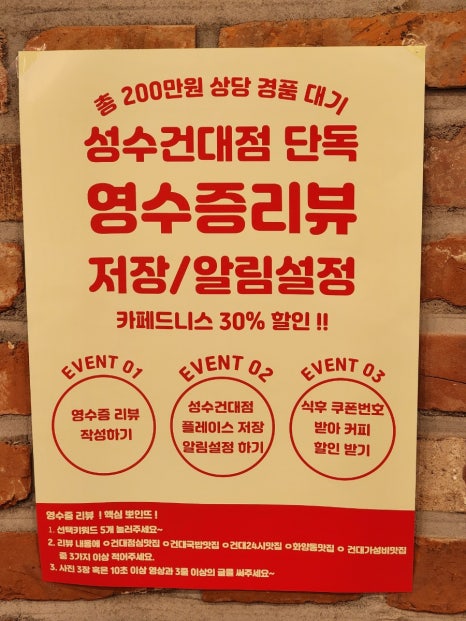 총 200만원 상당 경품 대기
성수건대점 단독
영수증리뷰
저장/알림설정
카페드니스 30% 할인 !!
EVENT 01
영수증 리뷰
작성하기
EVENT 02
성수건대점
플레이스 저장
알림설정 하기
EVENT 03
식후 쿠폰번호
받아 커피
할인 받기
영수증 리뷰 ! 핵심 뽀인뜨 !
1. 선택키워드 5개 눌러주세요~
2. 리뷰 내용에 ㅇ건대점심맛집 ㅇ건대국밥맛집 ㅇ건대24시맛집 ㅇ화양동맛집 ㅇ 건대가성비맛집
중 3가지 이상 적어주세요.
3. 사진 3장 혹은 10초 이상 영상과 3줄 이상의 글를 써주세요~